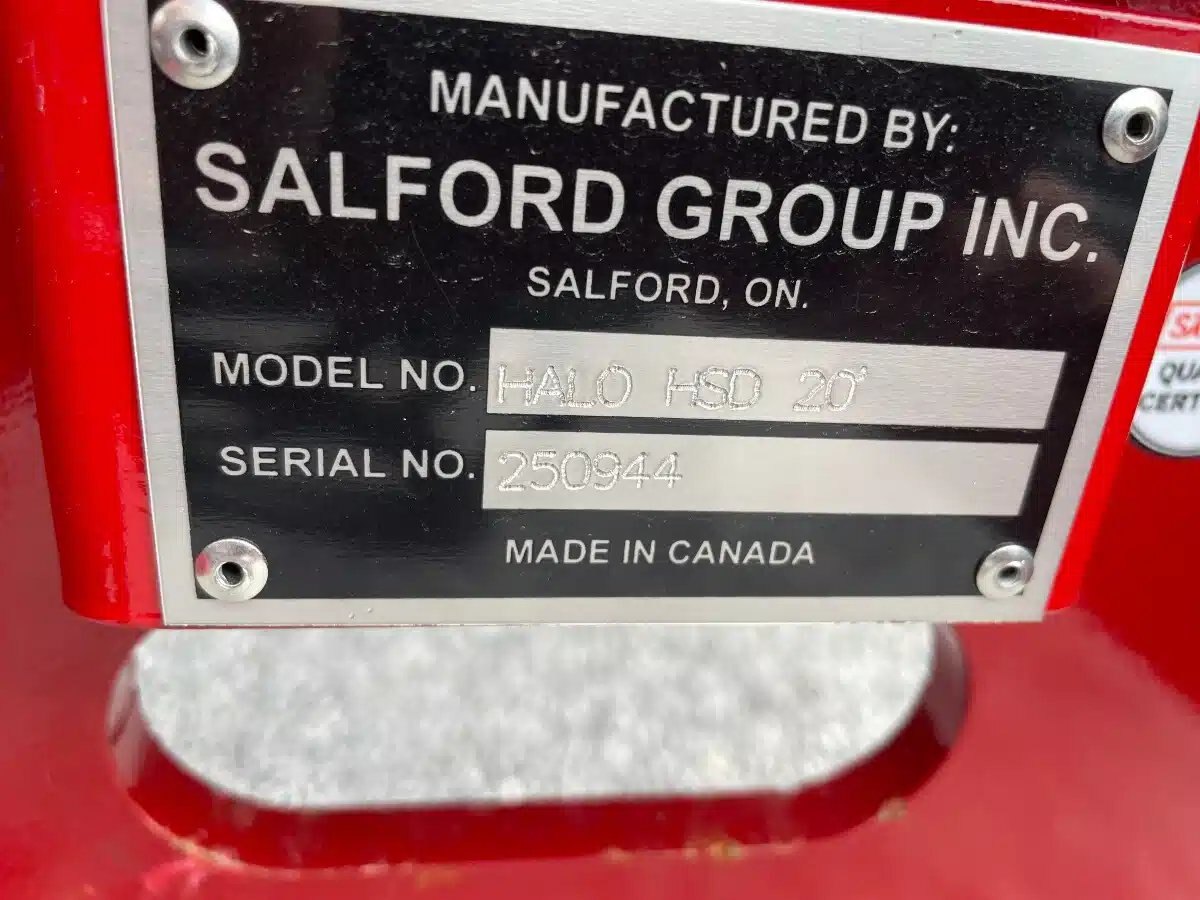 MANUFACTURED BY:
SALFORD GROUP INC.
SALFORD, ON.
MODEL NO. HALO HSD 20'
SERIAL NO. 250944
MADE IN CANADA